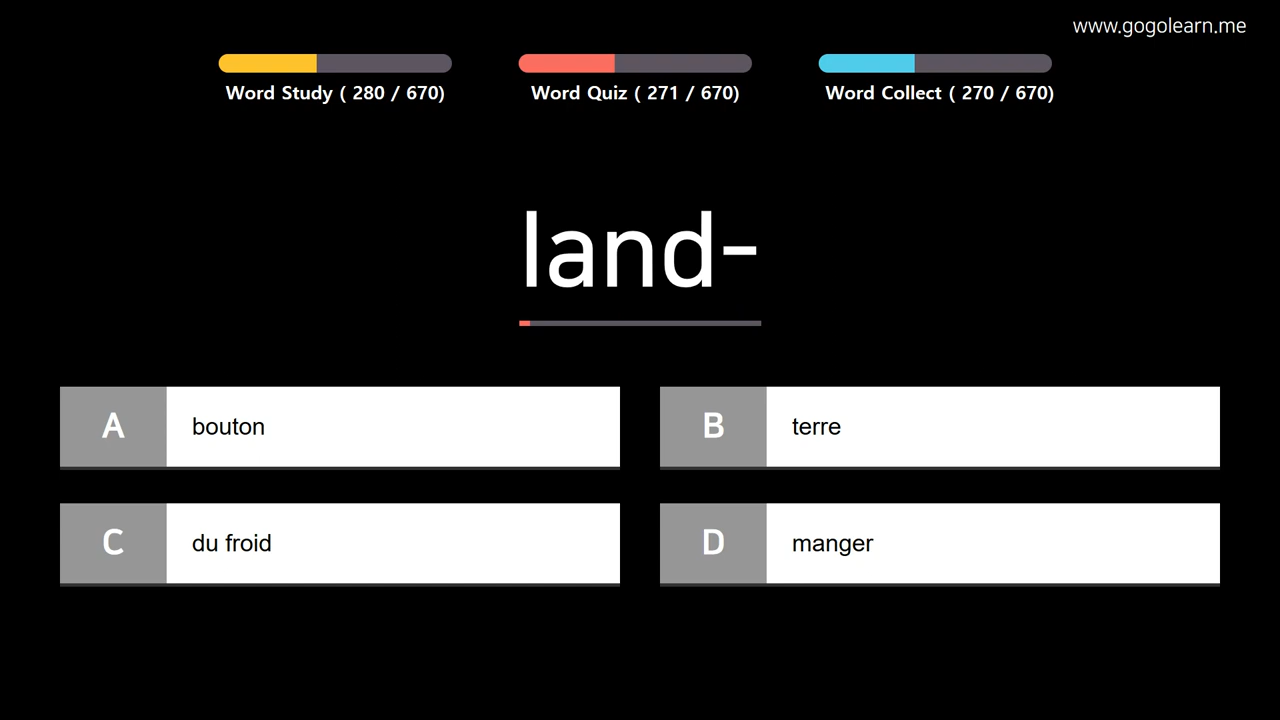 www.gogolearn.me
Word Study ( 280 / 670)
Word Quiz ( 271 / 670)
Word Collect ( 270 / 670)
land-
A bouton
B terre
C du froid
D manger